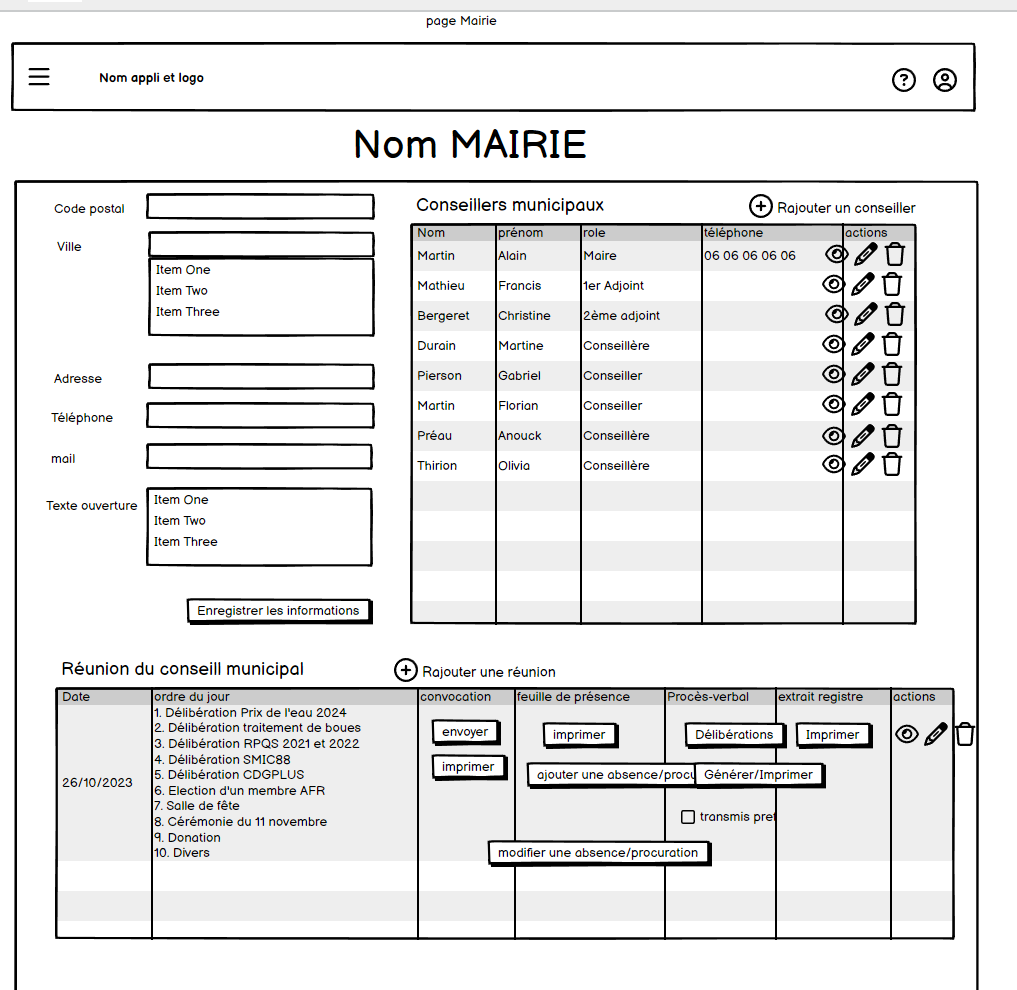 page Mairie
Nom appli et logo
Nom MAIRIE
Code postal
Ville
Item One
Item Two
Item Three
Adresse
Téléphone
mail
Texte ouverture
Item One
Item Two
Item Three
Enregistrer les informations
Conseillers municipaux
Rajouter un conseiller
Nom prénom role téléphone actions
Martin Alain Maire 06 06 06 06 06
Mathieu Francis 1er Adjoint
Bergeret Christine 2ème adjoint
Durain Martine Conseillère
Pierson Gabriel Conseiller
Martin Florian Conseiller
Préau Anouck Conseillère
Thirion Olivia Conseillère
Réunion du conseill municipal
Rajouter une réunion
Date ordre du jour convocation feuille de présence Procès-verbal extrait registre actions
26/10/2023
1. Délibération Prix de l'eau 2024
2. Délibération traitement de boues
3. Délibération RPQS 2021 et 2022
4. Délibération SMIC88
5. Délibération CDGPLUS
6. Election d'un membre AFR
7. Salle de fête
8. Cérémonie du 11 novembre
9. Donation
10. Divers
envoyer
imprimer
imprimer
ajouter une absence/procu
modifier une absence/procuration
Délibérations
Générer/Imprimer
transmis pref
Imprimer